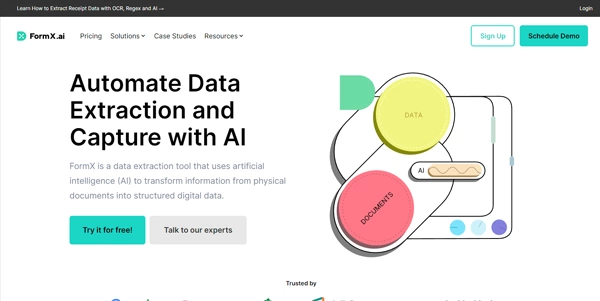 Learn How to Extract Receipt Data with OCR, Regex and AI →
Login
FormX.ai
Pricing
Solutions
Case Studies
Resources
Sign Up
Schedule Demo
Automate Data
Extraction and
Capture with AI
FormX is a data extraction tool that uses artificial
intelligence (AI) to transform information from physical
documents into structured digital data.
Try it for free!
Talk to our experts
DATA
AI
DOCUMENTS
Trusted by